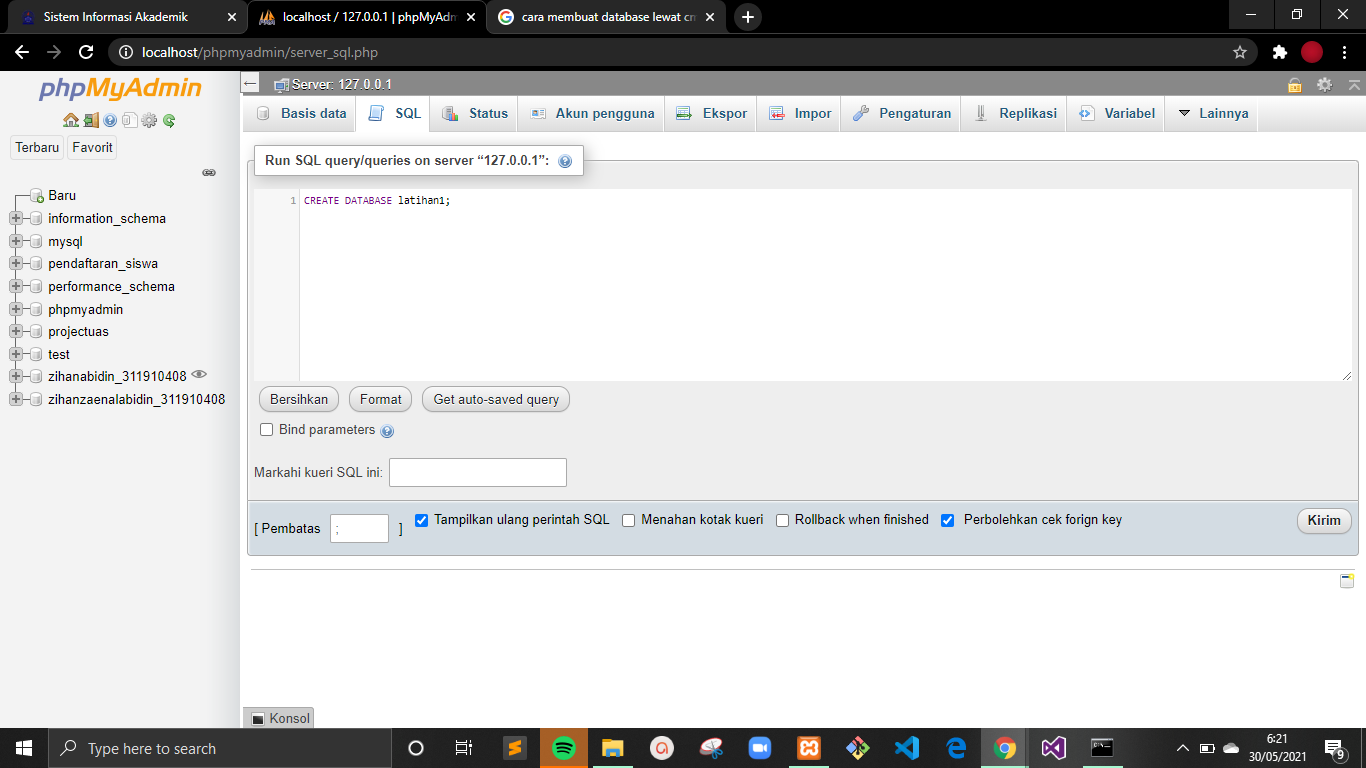 Sistem Informasi Akademik
localhost / 127.0.0.1 | phpMyAdm
cara membuat database lewat cm
localhost/phpmyadmin/server_sql.php
phpMyAdmin
Terbaru Favorit
Baru
information_schema
mysql
pendaftaran_siswa
performance_schema
phpmyadmin
projectuas
test
zihanabidin_311910408
zihanzaenalabidin_311910408
Server: 127.0.0.1
Basis data SQL Status Akun pengguna Ekspor Impor Pengaturan Replikasi Variabel Lainnya
Run SQL query/queries on server “127.0.0.1”:
1 CREATE DATABASE latihan1;
Bersihkan Format Get auto-saved query
Bind parameters
Markahi kueri SQL ini:
[ Pembatas ; ] Tampilkan ulang perintah SQL Menahan kotak kueri Rollback when finished Perbolehkan cek forign key Kirim
Konsol
Type here to search
6:21
30/05/2021
9